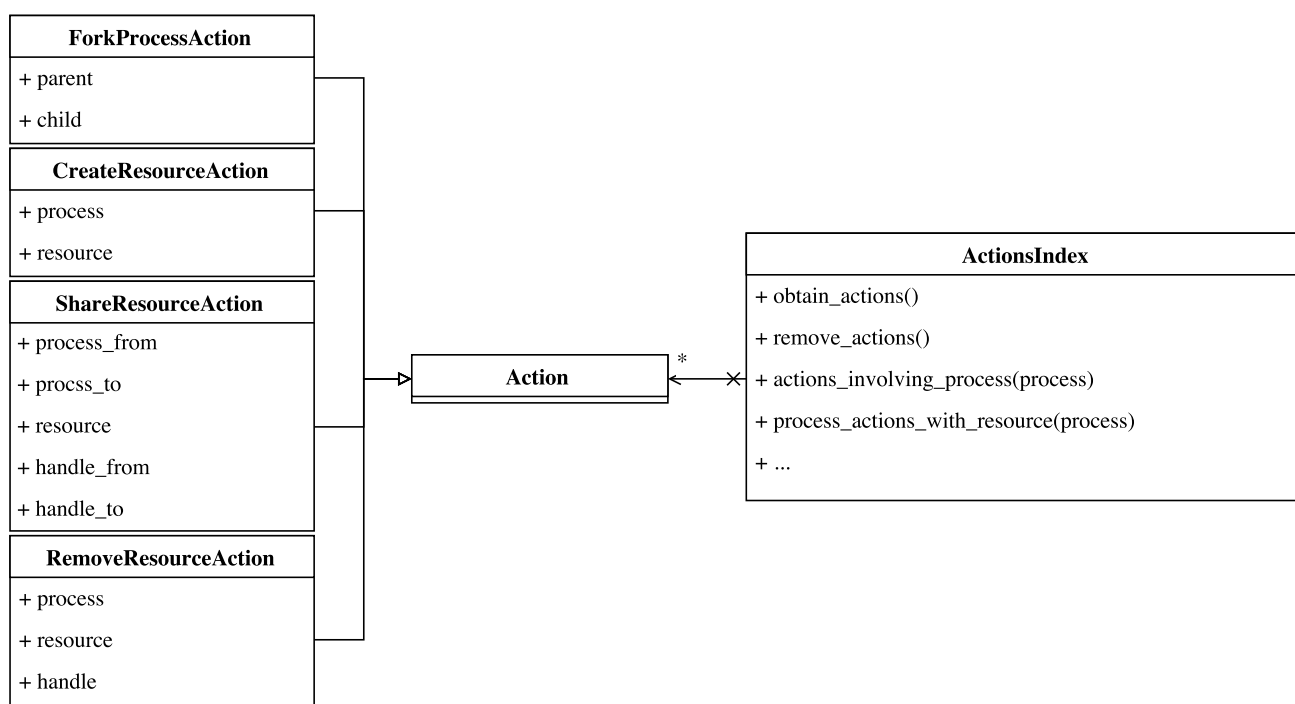 ForkProcessAction
+ parent
+ child
CreateResourceAction
+ process
+ resource
ShareResourceAction
+ process_from
+ procss_to
+ resource
+ handle_from
+ handle_to
RemoveResourceAction
+ process
+ resource
+ handle
Action
*
ActionsIndex
+ obtain_actions()
+ remove_actions()
+ actions_involving_process(process)
+ process_actions_with_resource(process)
+ ...